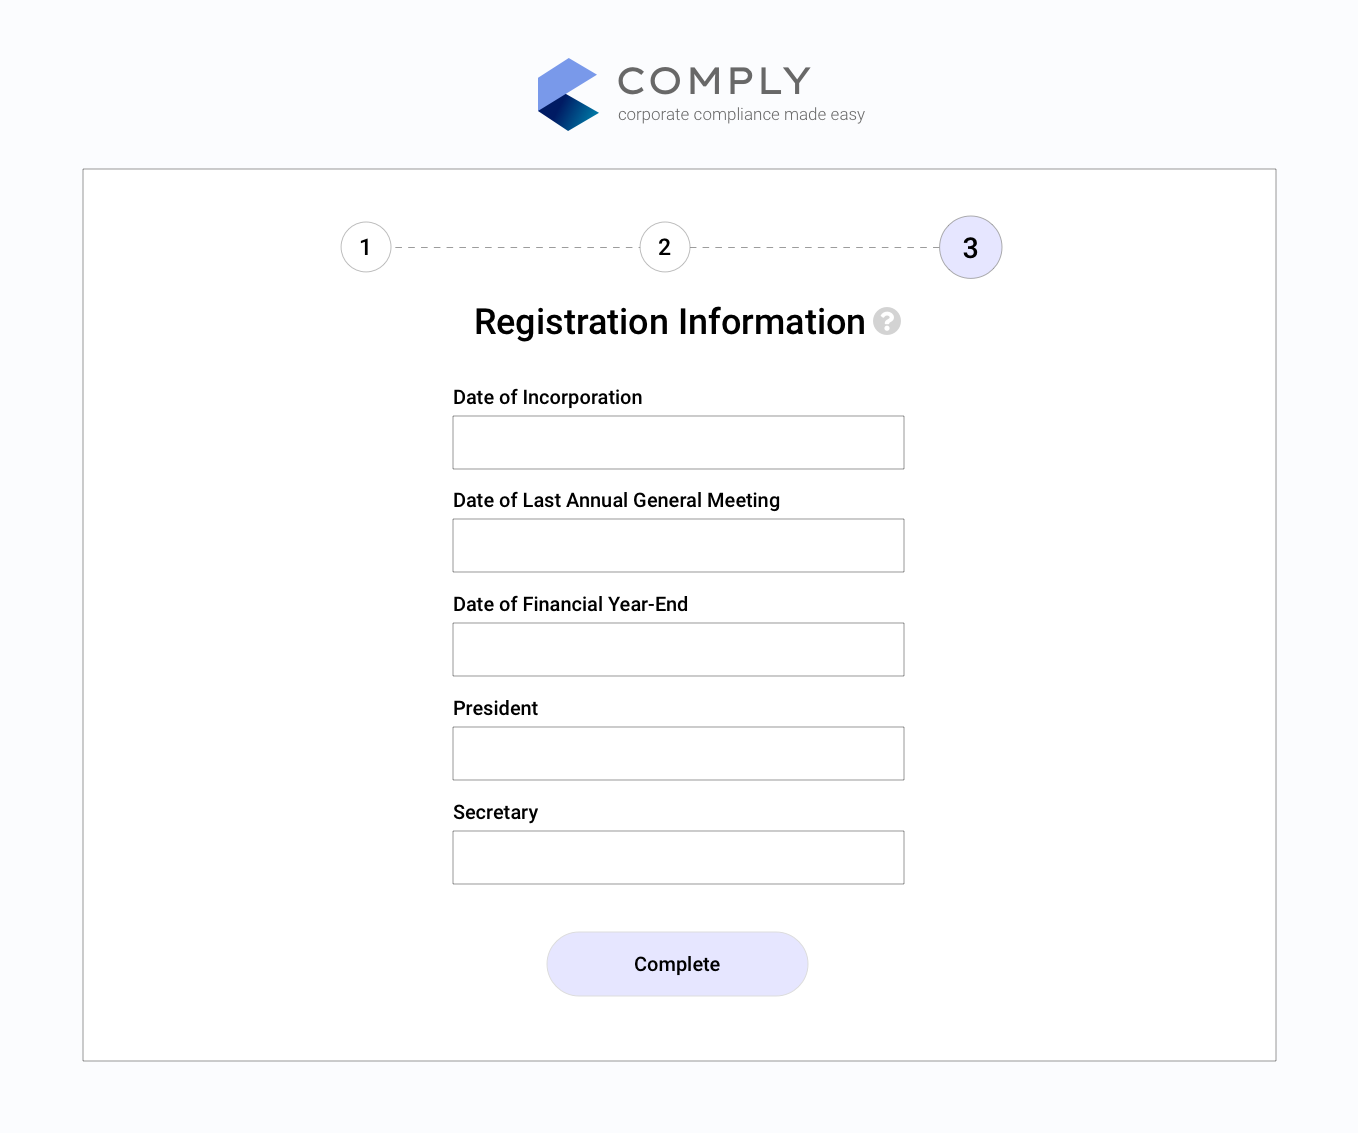 COMPLY
corporate compliance made easy
1
2
3
Registration Information ?
Date of Incorporation
Date of Last Annual General Meeting
Date of Financial Year-End
President
Secretary
Complete